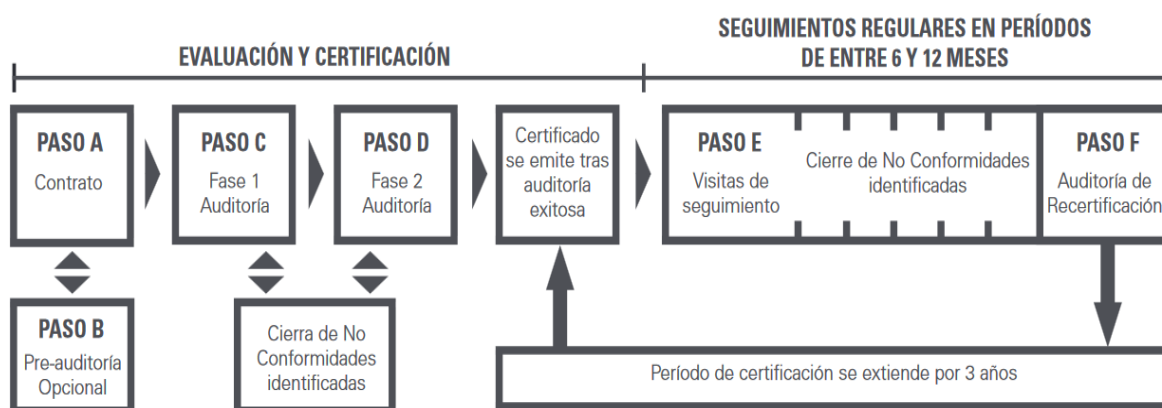 EVALUACIÓN Y CERTIFICACIÓN
SEGUIMIENTOS REGULARES EN PERÍODOS
DE ENTRE 6 Y 12 MESES
PASO A
Contrato
PASO C
Fase 1
Auditoría
PASO D
Fase 2
Auditoría
Certificado
se emite tras
auditoría
exitosa
PASO E
Visitas de
seguimiento
Cierre de No Conformidades
identificadas
PASO F
Auditoría de
Recertificación
PASO B
Pre-auditoría
Opcional
Cierra de No
Conformidades
identificadas
Período de certificación se extiende por 3 años